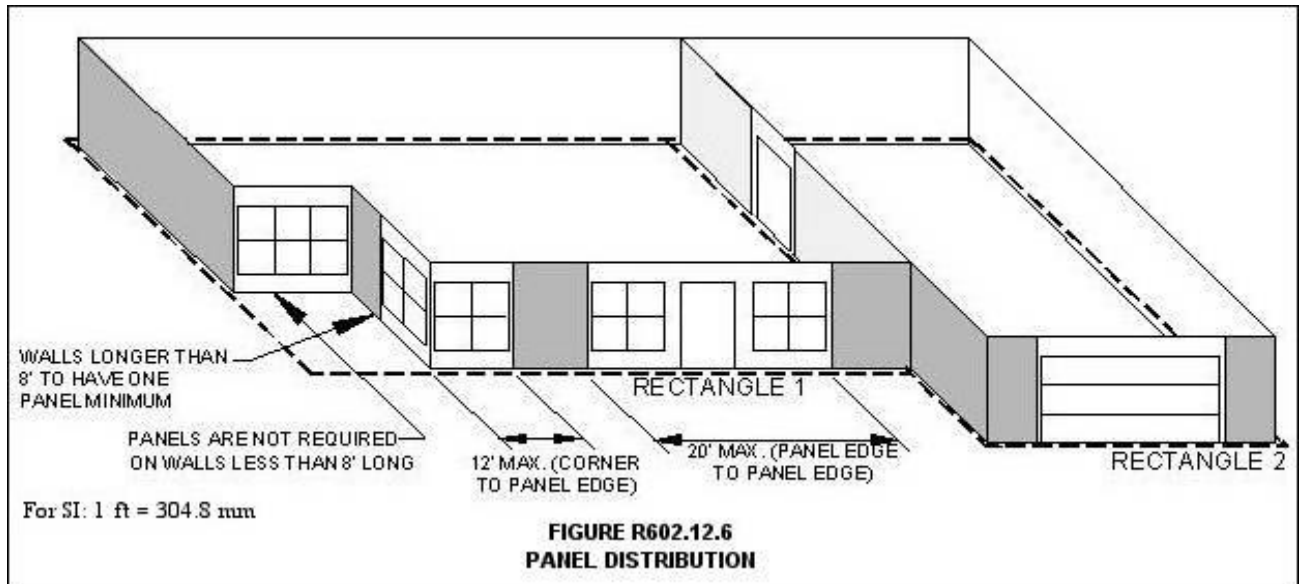 WALLS LONGER THAN
8' TO HAVE ONE
PANEL MINIMUM
PANELS ARE NOT REQUIRED
ON WALLS LESS THAN 8' LONG
RECTANGLE 1
12' MAX. (CORNER
TO PANEL EDGE)
20' MAX. (PANEL EDGE
TO PANEL EDGE)
RECTANGLE 2
For SI: 1 ft = 304.8 mm
FIGURE R602.12.6
PANEL DISTRIBUTION